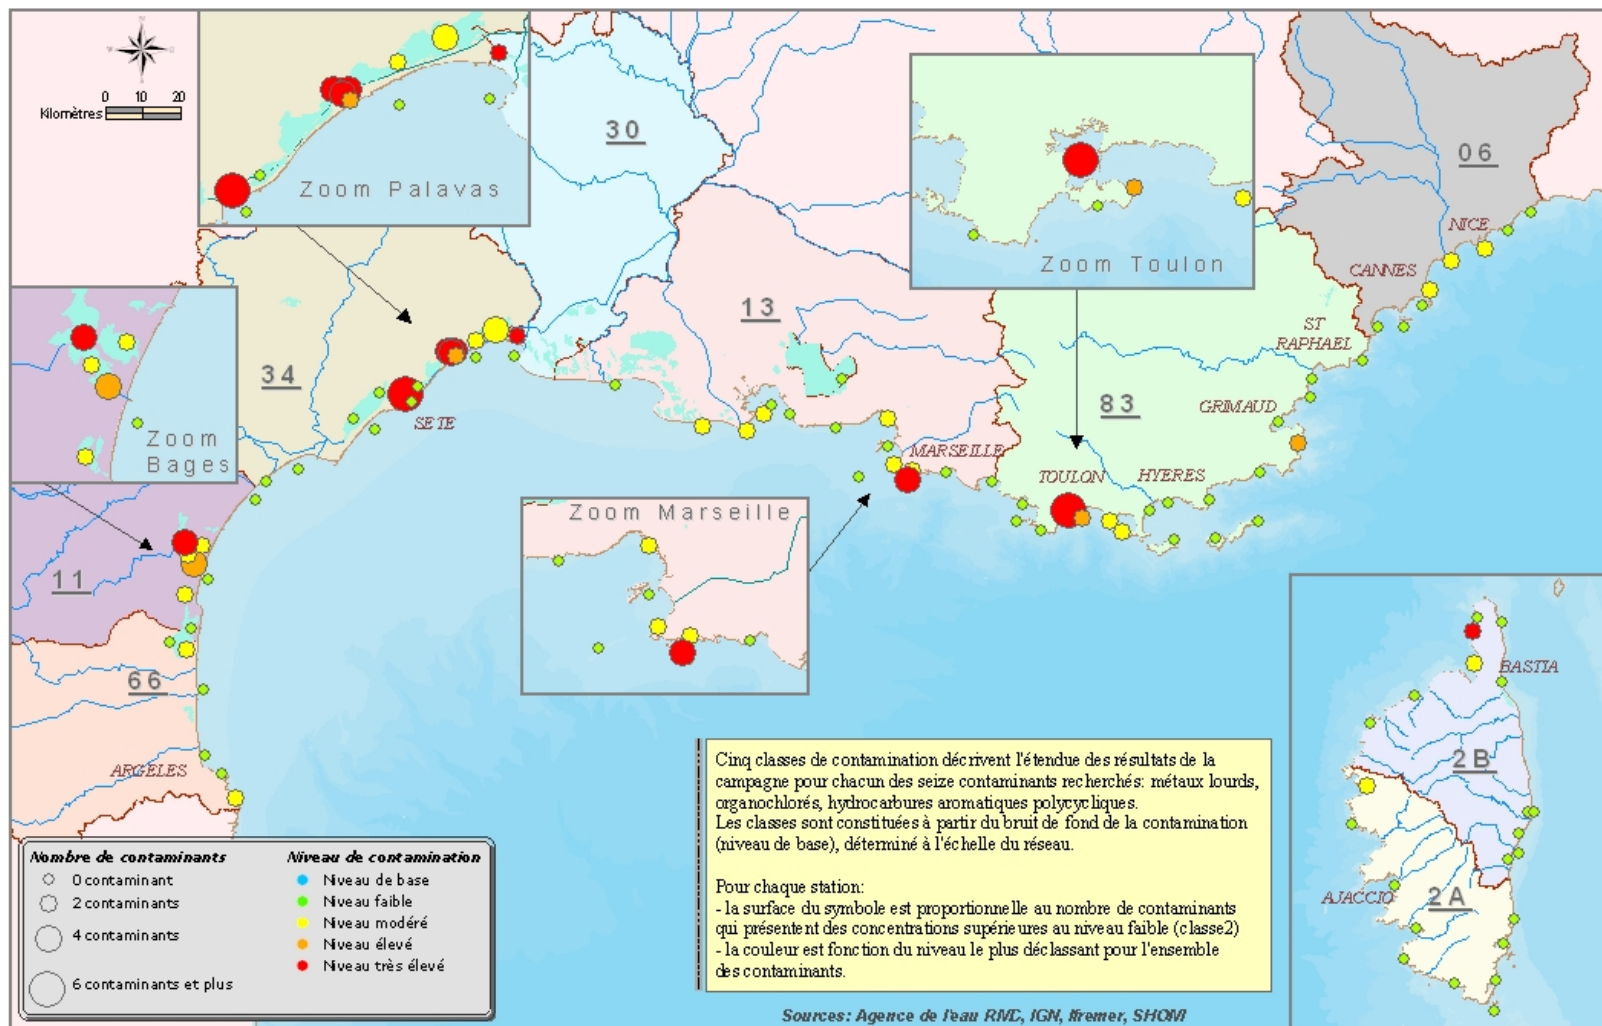 Kilomètres 0 10 20
Zoom Palavas
30
06
NICE
CANNES
Zoom Toulon
13
ST
RAPHAEL
34
83
GRIMAUD
SETE
Zoom
Bages
MARSEILLE
TOULON
HYERES
Zoom Marseille
11
66
ARGELES
BASTIA
2B
AJACCIO
2A
Cinq classes de contamination décrivent l'étendue des résultats de la
campagne pour chacun des seize contaminants recherchés: métaux lourds,
organochlorés, hydrocarbures aromatiques polycycliques.
Les classes sont constituées à partir du bruit de fond de la contamination
(niveau de base), déterminé à l'échelle du réseau.
Pour chaque station:
- la surface du symbole est proportionnelle au nombre de contaminants
qui présentent des concentrations supérieures au niveau faible (classe2)
- la couleur est fonction du niveau le plus déclassant pour l'ensemble
des contaminants.
Nombre de contaminants
0 contaminant
2 contaminants
4 contaminants
6 contaminants et plus
Niveau de contamination
Niveau de base
Niveau faible
Niveau modéré
Niveau élevé
Niveau très élevé
Sources: Agence de l'eau RMC, IGN, Ifremer, SHOM